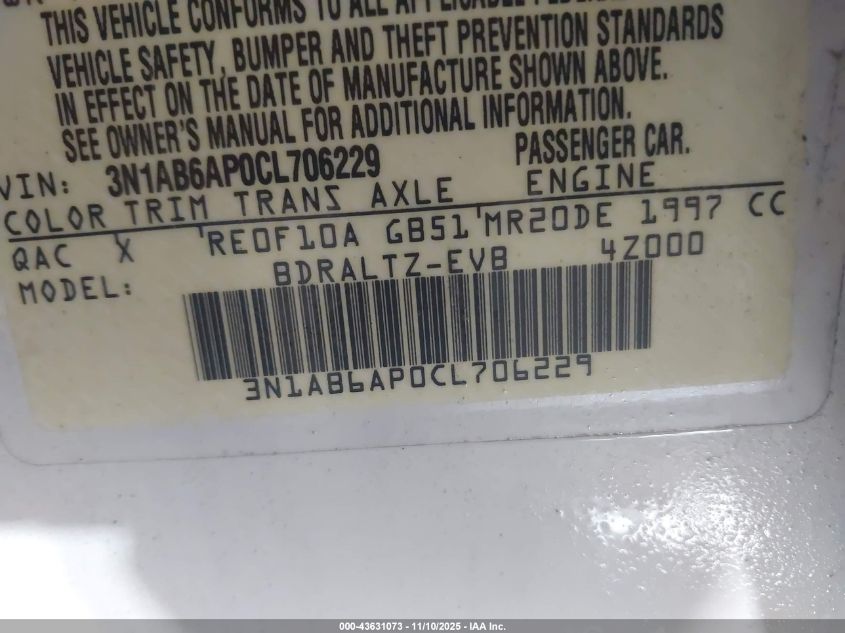 THIS VEHICLE CONFORMS TO ALL APPLICABLE
VEHICLE SAFETY, BUMPER AND THEFT PREVENTION STANDARDS
IN EFFECT ON THE DATE OF MANUFACTURE SHOWN ABOVE.
SEE OWNER'S MANUAL FOR ADDITIONAL INFORMATION.
VIN: 3N1AB6AP0CL706229 PASSENGER CAR.
COLOR TRIM TRANS AXLE ENGINE
QAC X RE0F10A GB51 MR20DE 1997 CC
MODEL: BDRALTZ-EVB 4Z000
3N1AB6AP0CL706229
000-43631073 — 11/10/2025 — IAA Inc.